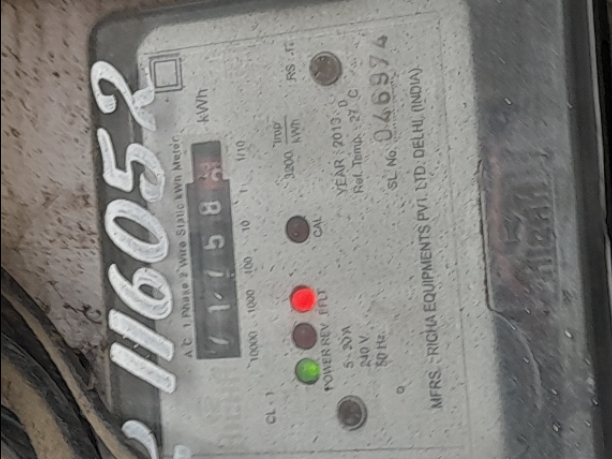 116052
A.C. 1 Phase 2 Wire Static kWh Meter
kWh
10000 1000 100 10 1 1/10
CL - 1
3200 Imp/kWh
POWER REV E/LT CAL
5 - 20A
240 V
50 Hz
YEAR : 2013
Ref. Temp. : 27°C
SL No. 046974
MFRS. : RICHA EQUIPMENTS PVT. LTD. DELHI, (INDIA)